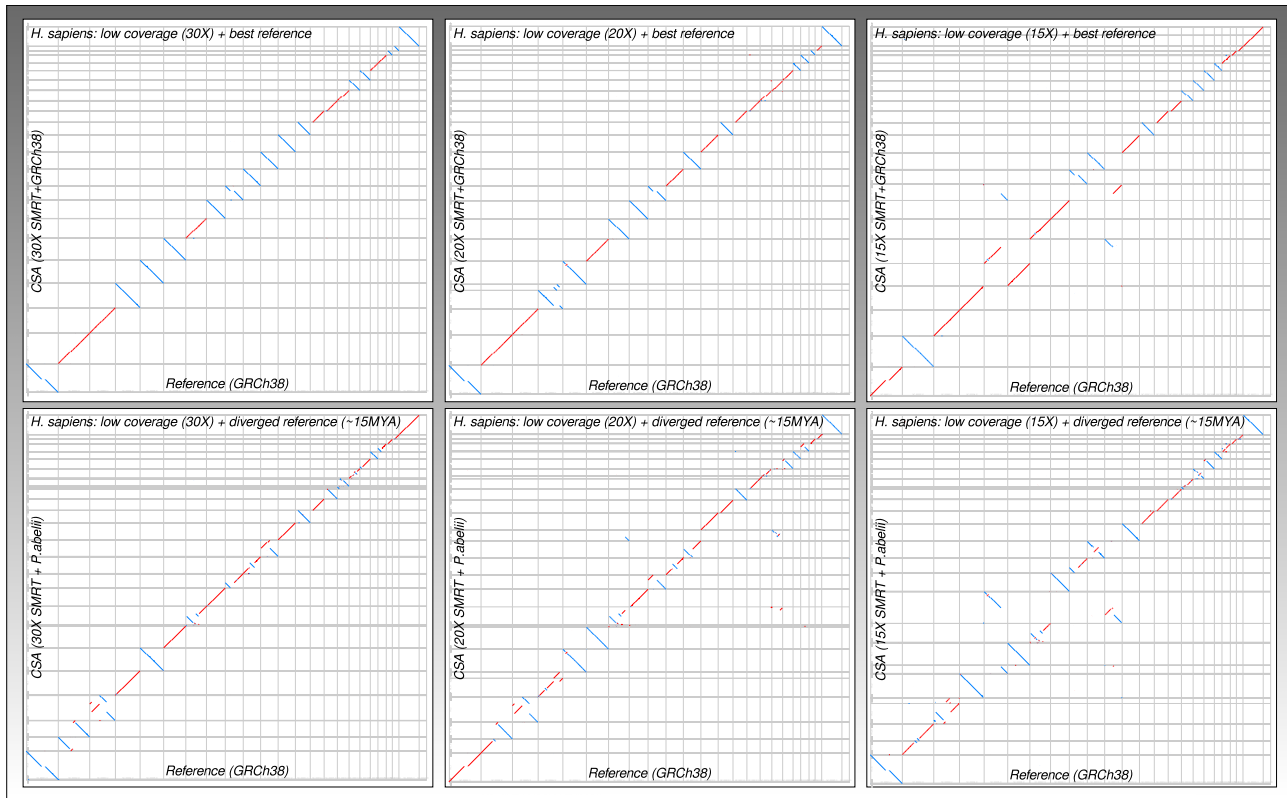 H. sapiens: low coverage (30X) + best reference
CSA (30X SMRT+GRCh38)
Reference (GRCh38)
H. sapiens: low coverage (20X) + best reference
CSA (20X SMRT+GRCh38)
Reference (GRCh38)
H. sapiens: low coverage (15X) + best reference
CSA (15X SMRT+GRCh38)
Reference (GRCh38)
H. sapiens: low coverage (30X) + diverged reference (~15MYA)
CSA (30X SMRT + P.abelii)
Reference (GRCh38)
H. sapiens: low coverage (20X) + diverged reference (~15MYA)
CSA (20X SMRT + P.abelii)
Reference (GRCh38)
H. sapiens: low coverage (15X) + diverged reference (~15MYA)
CSA (15X SMRT + P.abelii)
Reference (GRCh38)